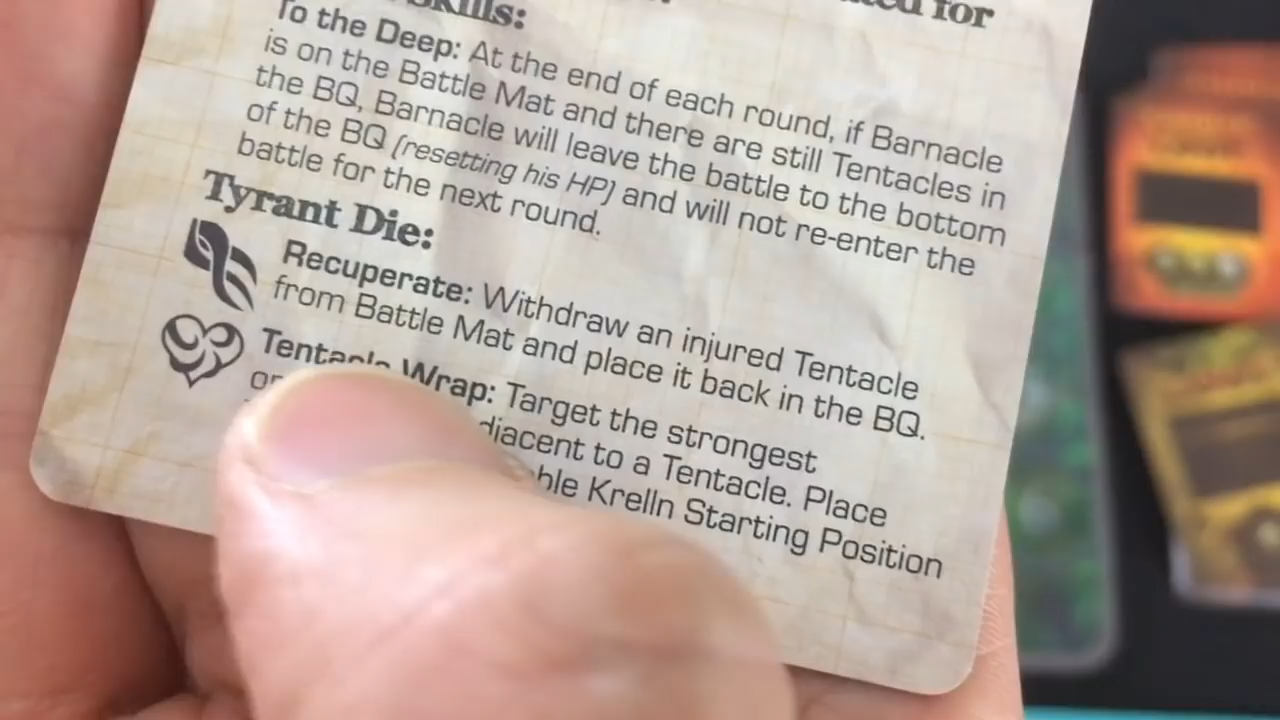 for
Skills:
To the Deep: At the end of each round, if Barnacle
is on the Battle Mat and there are still Tentacles in
the BQ, Barnacle will leave the battle to the bottom
of the BQ (resetting his HP) and will not re-enter the
battle for the next round.
Tyrant Die:
Recuperate: Withdraw an injured Tentacle
from Battle Mat and place it back in the BQ.
Tentacle Wrap: Target the strongest
to a Tentacle. Place
Krelln Starting Position